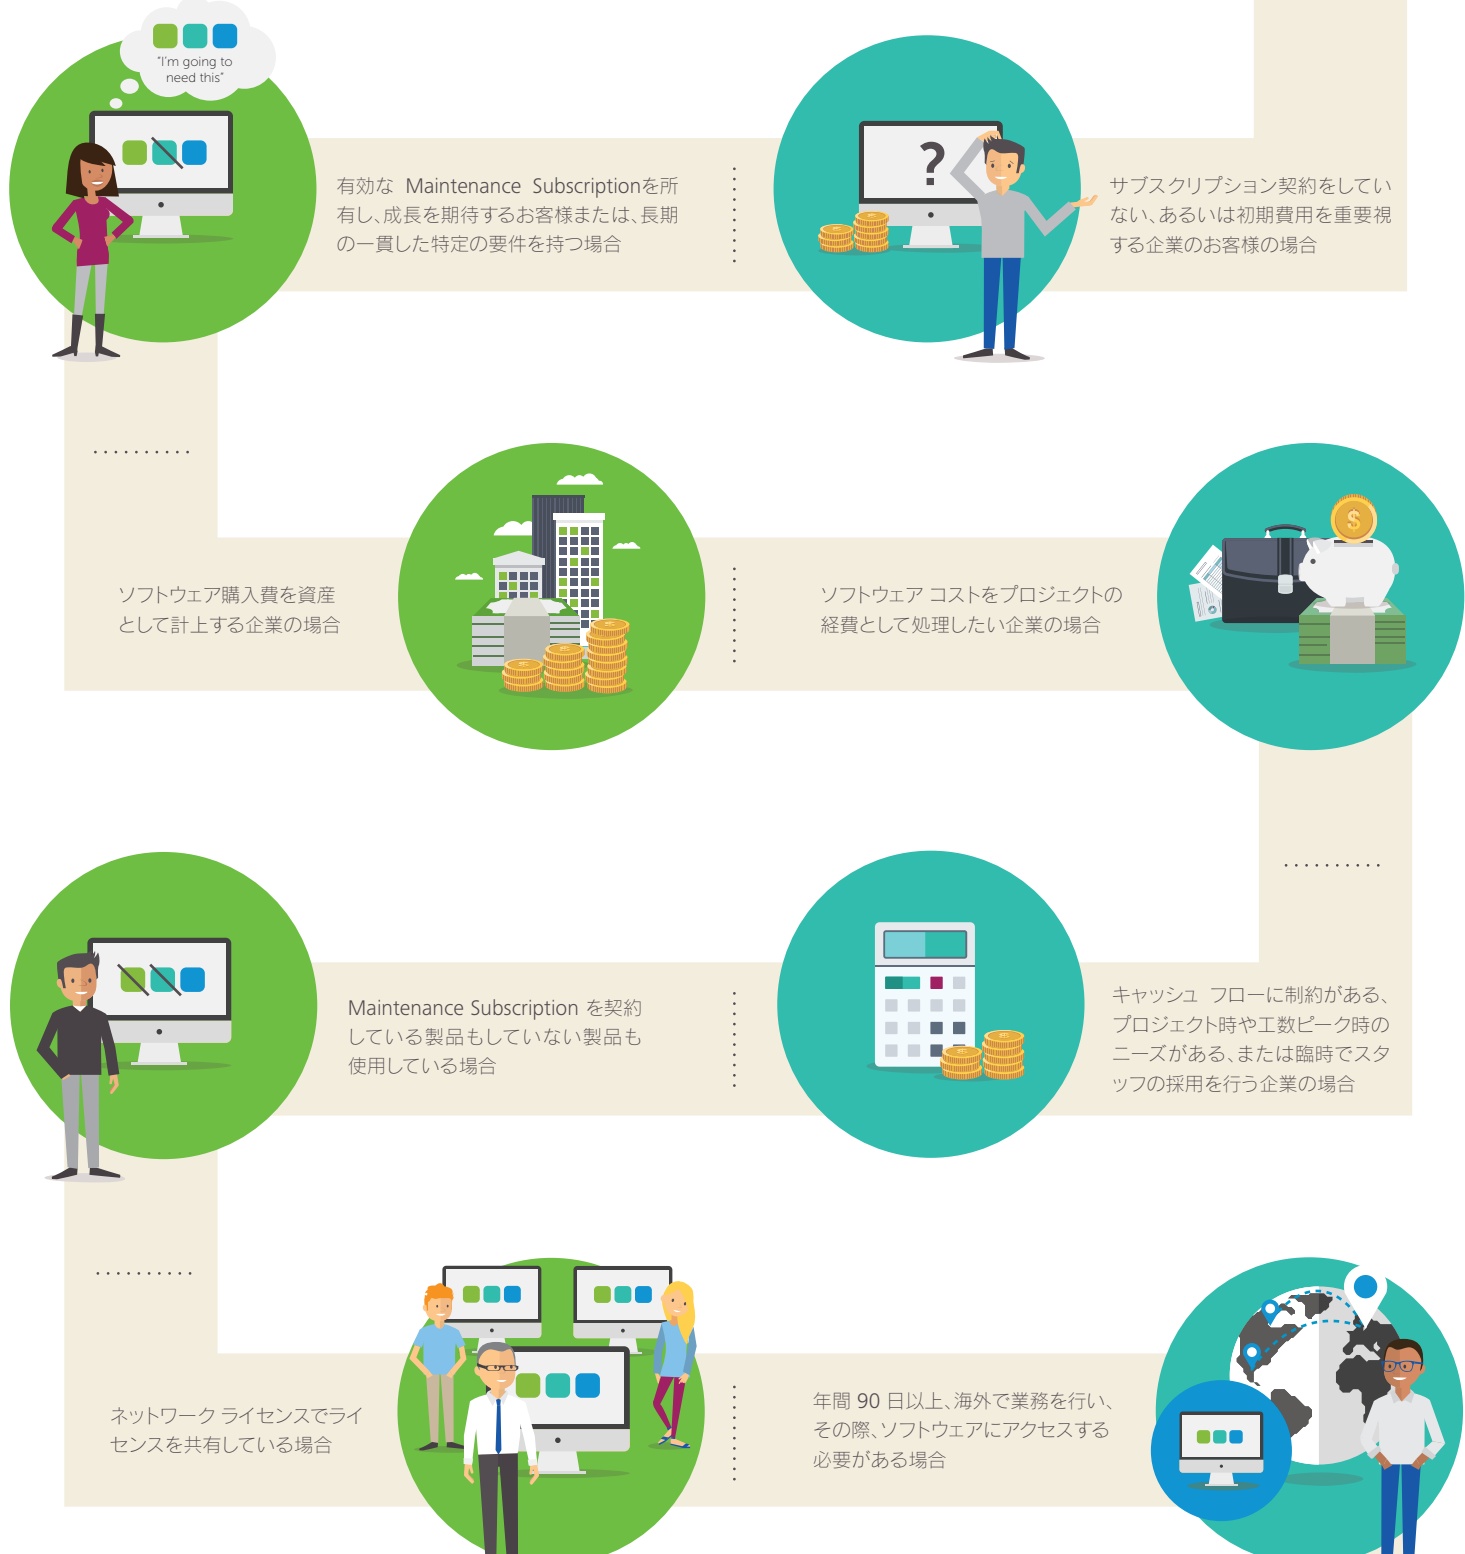 "I'm going to
need this"
有効な Maintenance Subscriptionを所
有し、成長を期待するお客様または、長期
の一貫した特定の要件を持つ場合
?
サブスクリプション契約をしてい
ない、あるいは初期費用を重要視
する企業のお客様の場合
ソフトウェア購入費を資産
として計上する企業の場合
ソフトウェア コストをプロジェクトの
経費として処理したい企業の場合
$
Maintenance Subscription を契約
している製品もしていない製品も
使用している場合
キャッシュ フローに制約がある、
プロジェクト時や工数ピーク時の
ニーズがある、または臨時でスタ
ッフの採用を行う企業の場合
ネットワーク ライセンスでライ
センスを共有している場合
年間 90 日以上、海外で業務を行い、
その際、ソフトウェアにアクセスする
必要がある場合